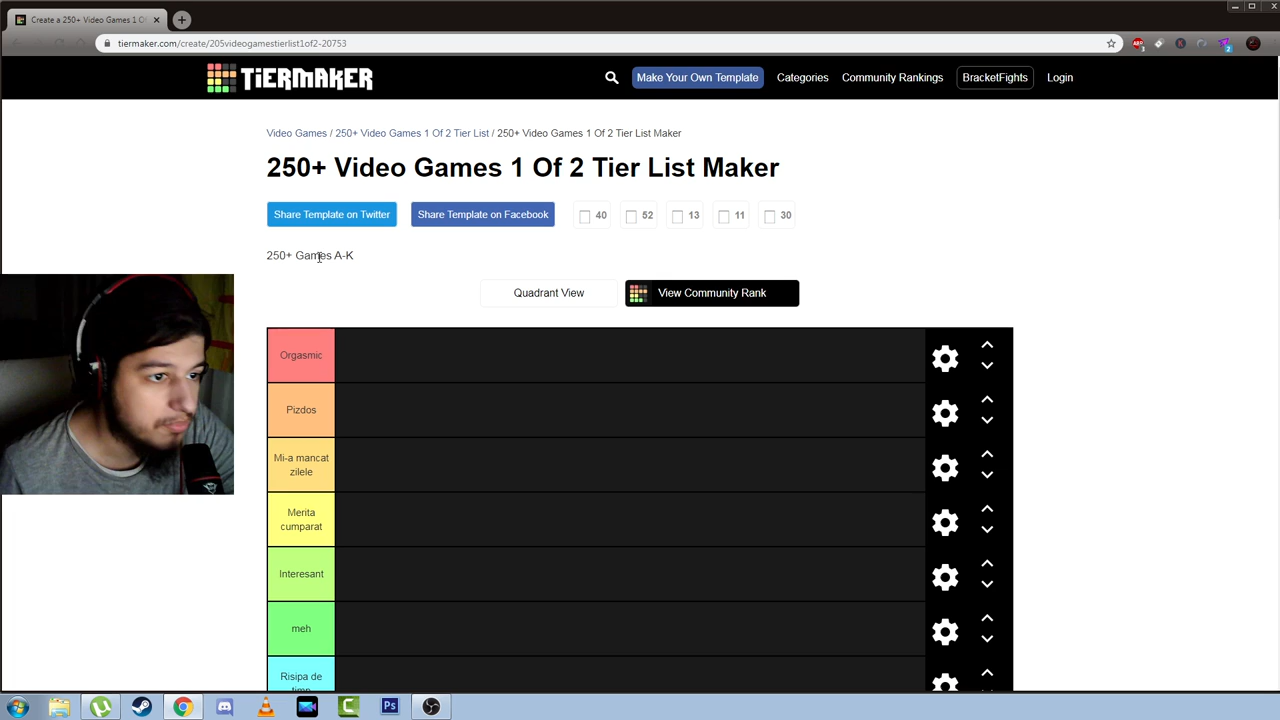 Create a 250+ Video Games 1 Of
tiermaker.com/create/205videogamestierlist1of2-20753
TiERMAKER
Make Your Own Template
Categories
Community Rankings
BracketFights
Login
Video Games / 250+ Video Games 1 Of 2 Tier List / 250+ Video Games 1 Of 2 Tier List Maker
250+ Video Games 1 Of 2 Tier List Maker
Share Template on Twitter
Share Template on Facebook
40
52
13
11
30
250+ Games A-K
Quadrant View
View Community Rank
Orgasmic
Pizdos
Mi-a mancat
zilele
Merita
cumparat
Interesant
meh
Risipa de
timp
Ps